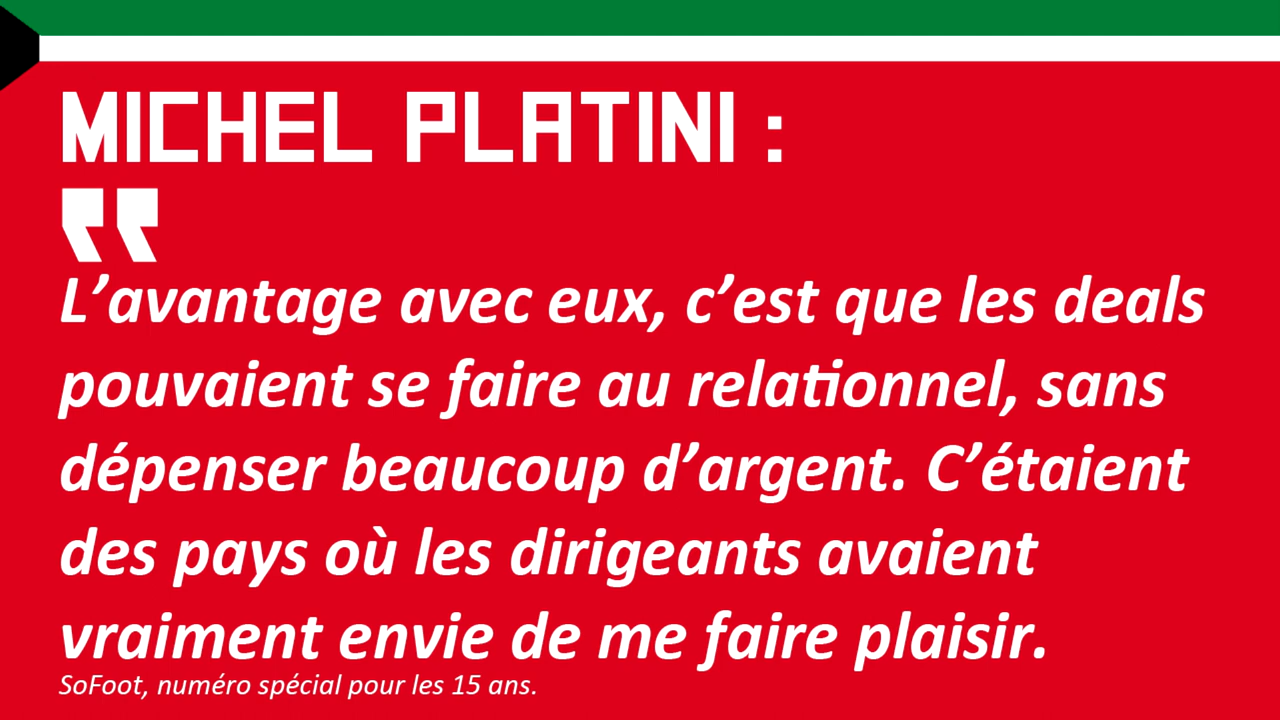 MICHEL PLATINI :
"
L’avantage avec eux, c’est que les deals
pouvaient se faire au relationnel, sans
dépenser beaucoup d’argent. C’étaient
des pays où les dirigeants avaient
vraiment envie de me faire plaisir.
SoFoot, numéro spécial pour les 15 ans.